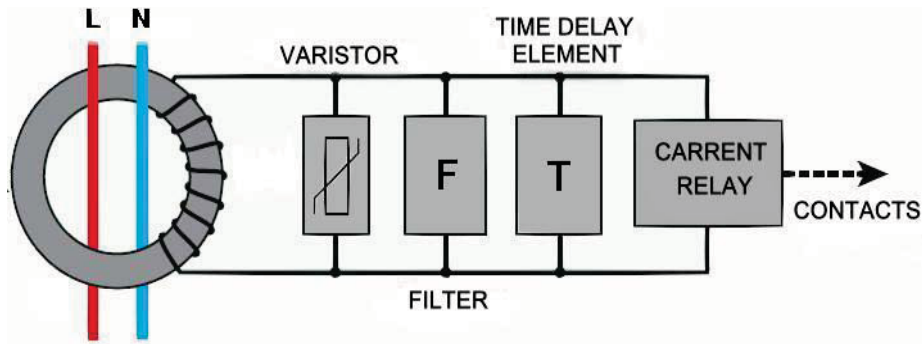 L N
VARISTOR
TIME DELAY
ELEMENT
F
T
CARRENT
RELAY
CONTACTS
FILTER